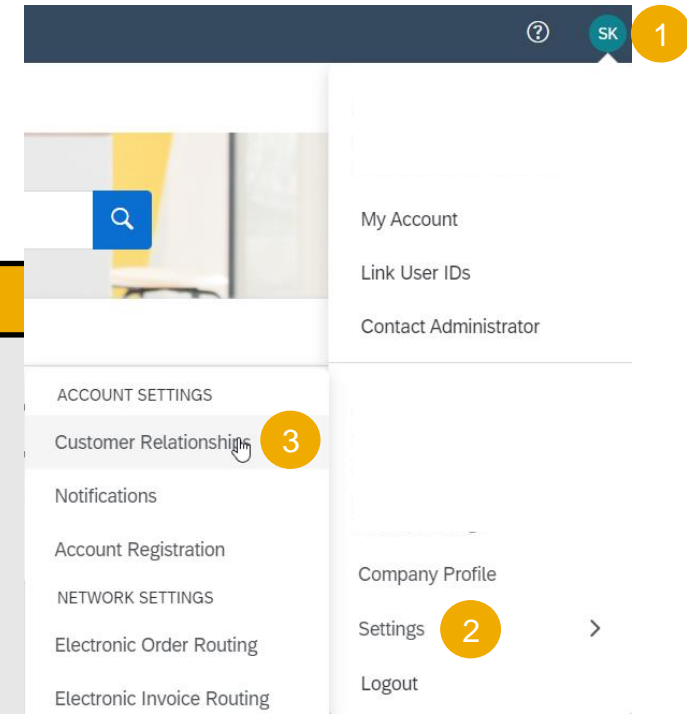 ?
SK
1
My Account
Link User IDs
Contact Administrator
ACCOUNT SETTINGS
Customer Relationships
3
Notifications
Account Registration
NETWORK SETTINGS
Electronic Order Routing
Electronic Invoice Routing
Company Profile
Settings
2
Logout